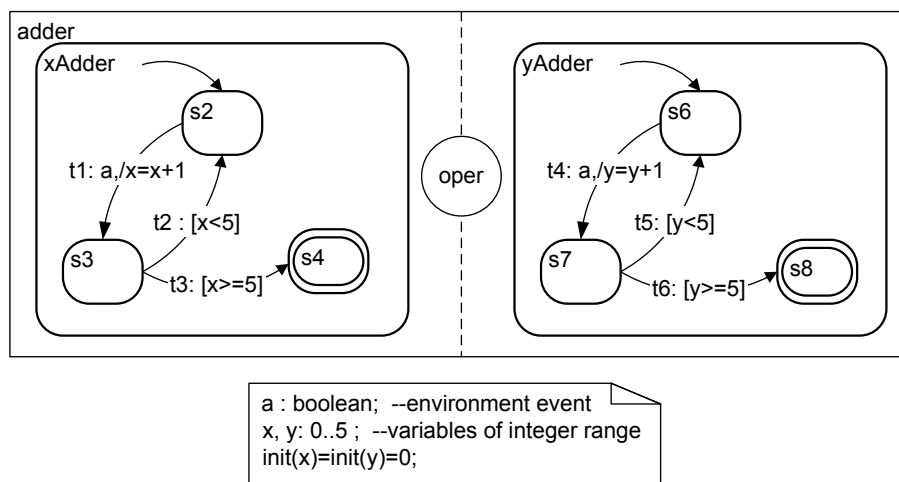 adder
xAdder
s2
t1: a,/x=x+1
t2 : [x<5]
s3
s4
t3: [x>=5]
oper
yAdder
s6
t4: a,/y=y+1
t5: [y<5]
s7
s8
t6: [y>=5]
a : boolean; --environment event
x, y: 0..5 ; --variables of integer range
init(x)=init(y)=0;